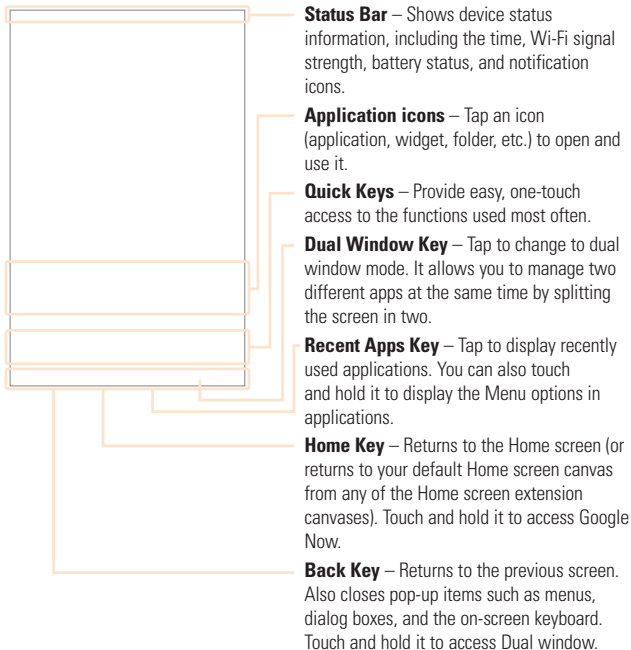 Status Bar – Shows device status
information, including the time, Wi-Fi signal
strength, battery status, and notification
icons.
Application icons – Tap an icon
(application, widget, folder, etc.) to open and
use it.
Quick Keys – Provide easy, one-touch
access to the functions used most often.
Dual Window Key – Tap to change to dual
window mode. It allows you to manage two
different apps at the same time by splitting
the screen in two.
Recent Apps Key – Tap to display recently
used applications. You can also touch
and hold it to display the Menu options in
applications.
Home Key – Returns to the Home screen (or
returns to your default Home screen canvas
from any of the Home screen extension
canvases). Touch and hold it to access Google
Now.
Back Key – Returns to the previous screen.
Also closes pop-up items such as menus,
dialog boxes, and the on-screen keyboard.
Touch and hold it to access Dual window.